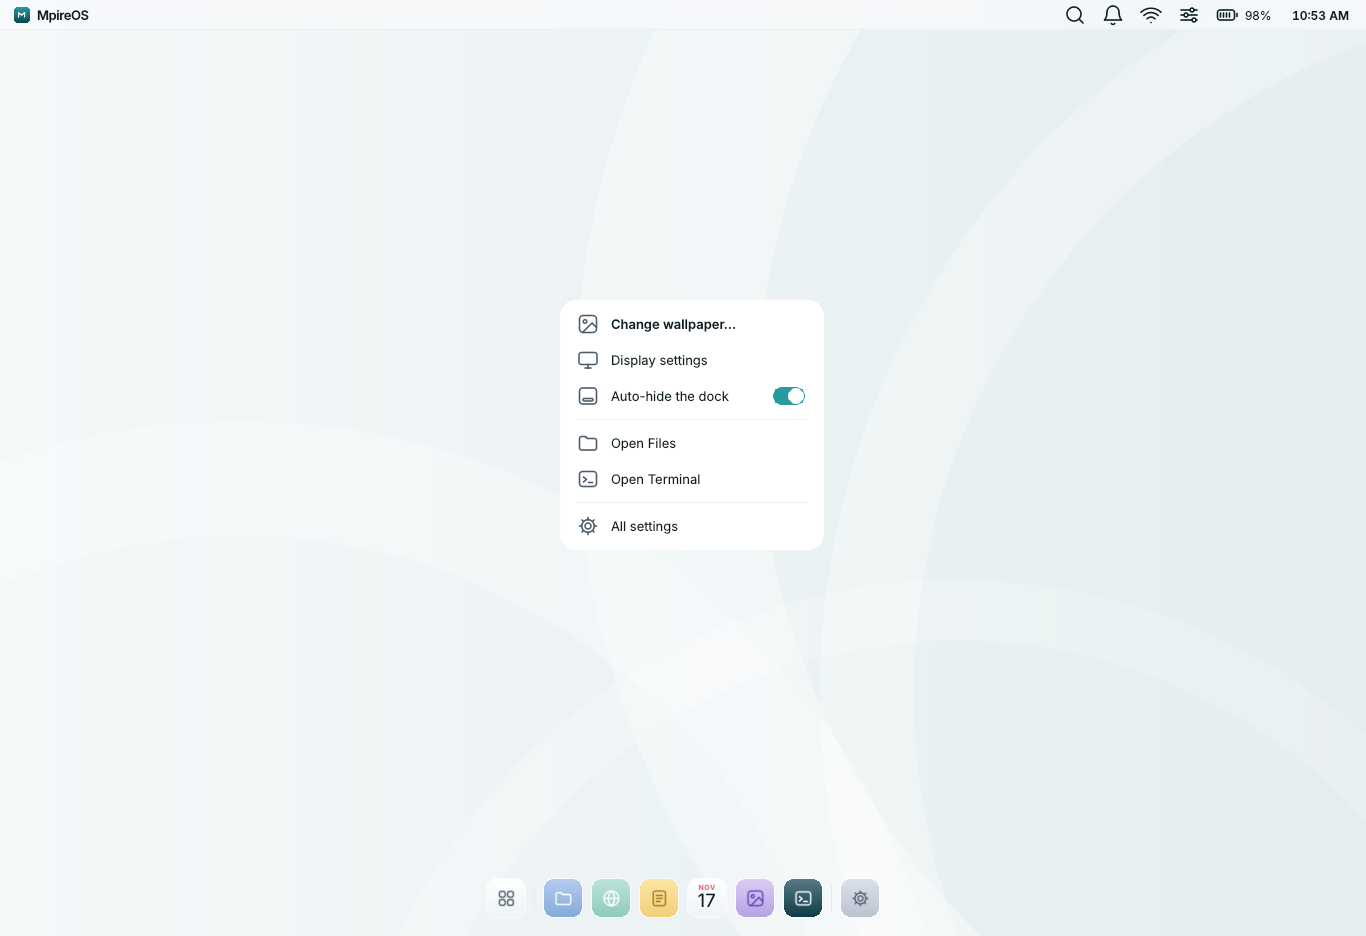 MpireOS
98%
10:53 AM
Change wallpaper...
Display settings
Auto-hide the dock
Open Files
Open Terminal
All settings
NOV
17